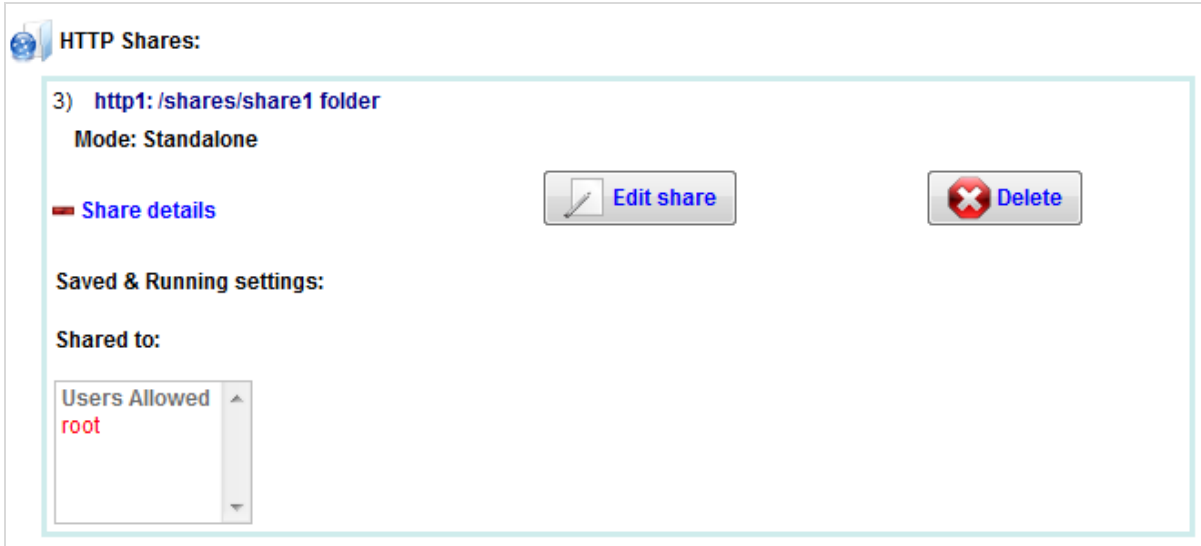 HTTP Shares:
3) http1: /shares/share1 folder
Mode: Standalone
Share details
Edit share
Delete
Saved & Running settings:
Shared to:
Users Allowed
root